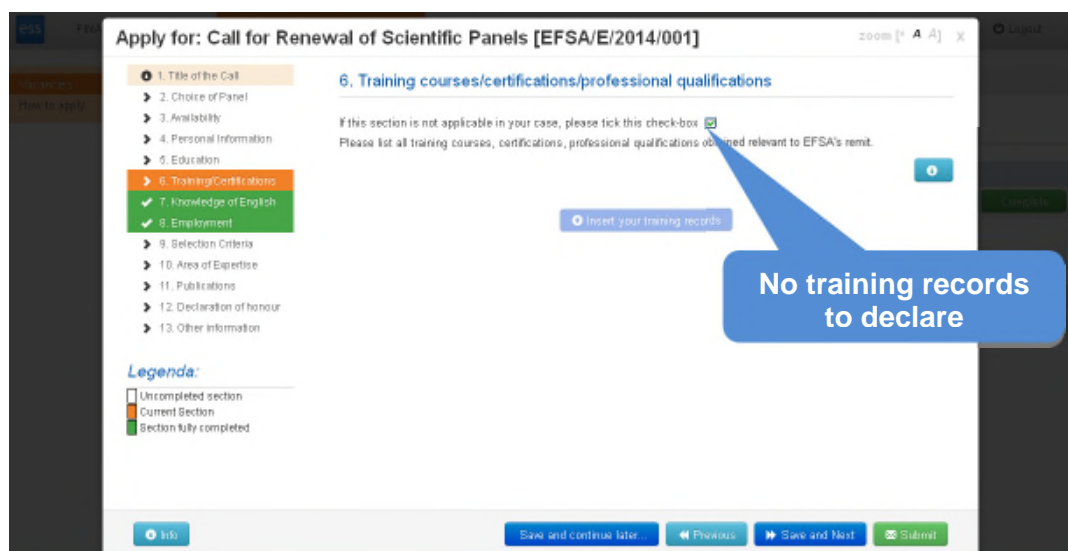 ess
Apply for: Call for Renewal of Scientific Panels [EFSA/E/2014/001]
zoom [ A A] x
Logout
Vacancies
How to apply
1. Title of the Call
2. Choice of Panel
3. Availability
4. Personal Information
5. Education
6. Training/Certifications
7. Knowledge of English
8. Employment
9. Selection Criteria
10. Area of Expertise
11. Publications
12. Declaration of honour
13. Other information
Legenda:
Uncompleted section
Current Section
Section fully completed
6. Training courses/certifications/professional qualifications
If this section is not applicable in your case, please tick this check-box
Please list all training courses, certifications, professional qualifications obtained relevant to EFSA's remit.
Insert your training records
Complete
No training records
to declare
Info
Save and continue later...
Previous
Save and Next
Submit